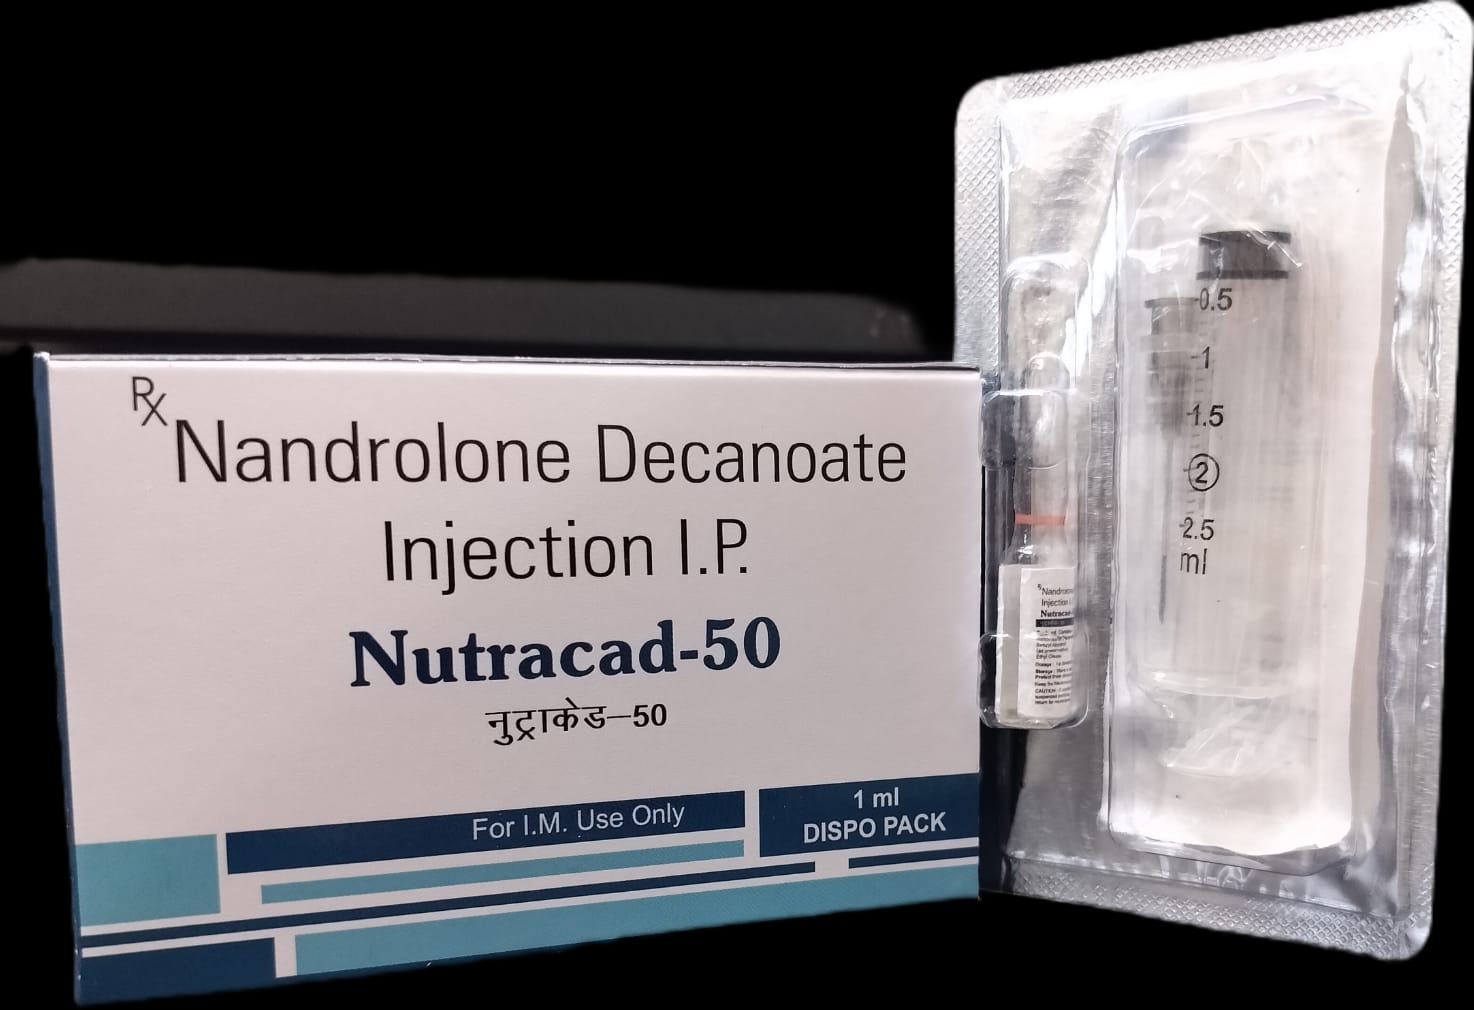 Rx
Nandrolone Decanoate
Injection I.P.
Nutracad-50
नुट्राकेड–50
For I.M. Use Only
1 ml
DISPO PACK
Injection
0.5
1
1.5
2
2.5
ml